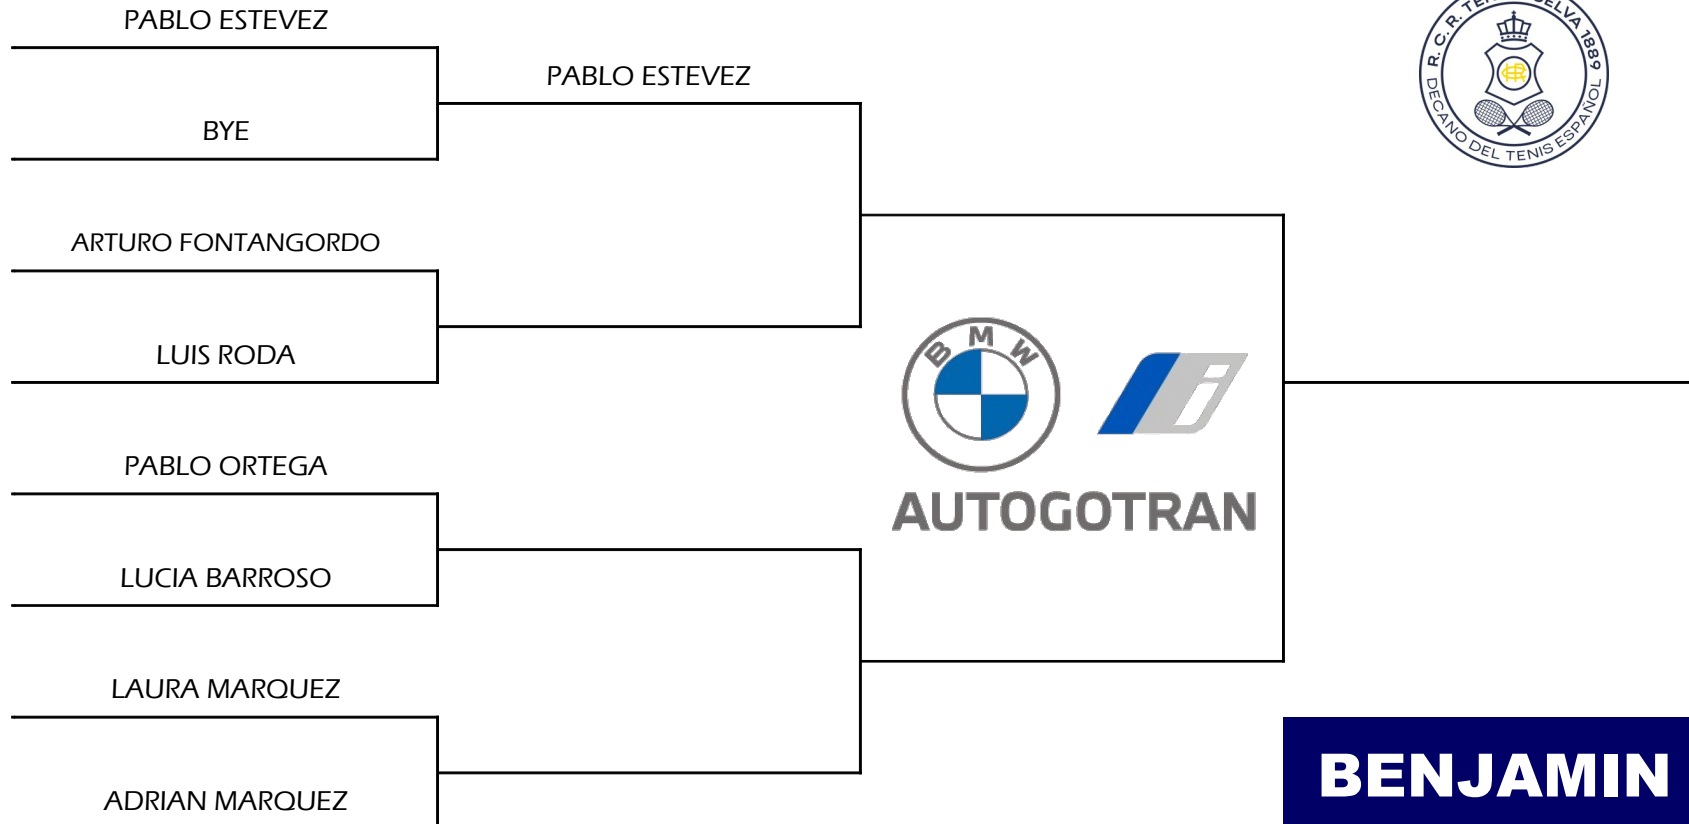 PABLO ESTEVEZ
PABLO ESTEVEZ
BYE
ARTURO FONTANGORDO
LUIS RODA
PABLO ORTEGA
LUCIA BARROSO
LAURA MARQUEZ
ADRIAN MARQUEZ
R. C. R. 1889
DECANO DEL TENIS ESPAÑOL
BMW
i
AUTOGOTRAN
BENJAMIN